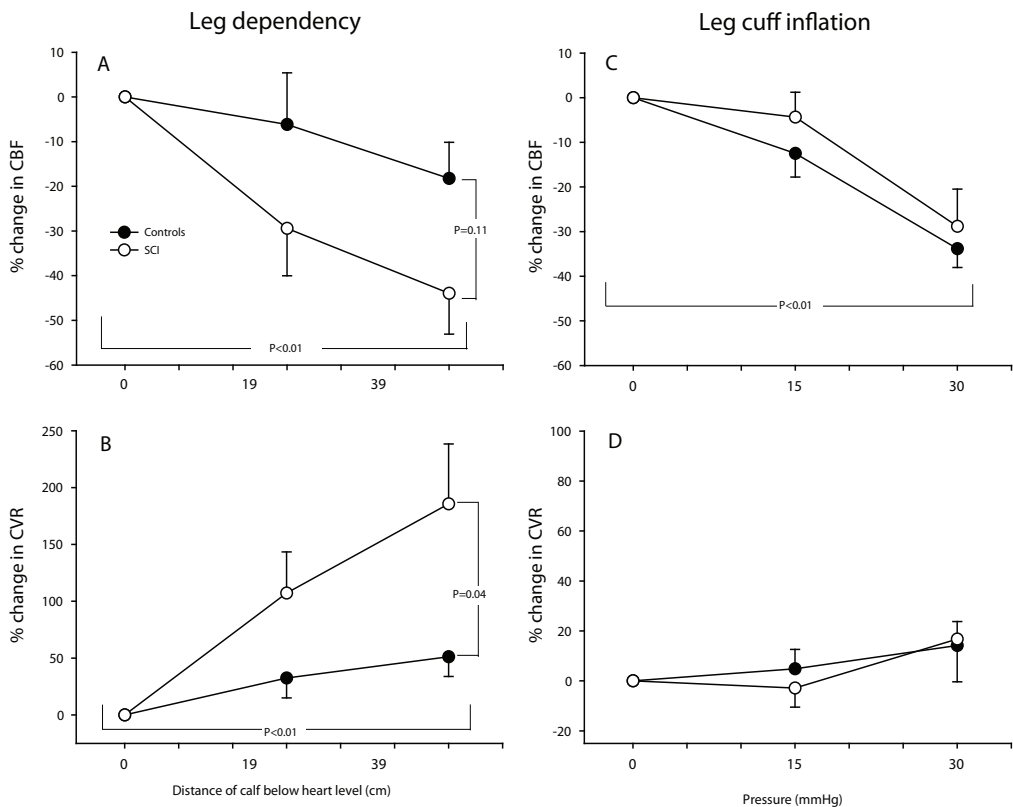 Leg dependency
Leg cuff inflation
A
% change in CBF
10
0
-10
-20
-30
-40
-50
-60
Controls
SCI
P=0.11
P<0.01
0
19
39
C
% change in CBF
10
0
-10
-20
-30
-40
-50
-60
P<0.01
0
15
30
B
% change in CVR
250
200
150
100
50
0
P=0.04
P<0.01
0
19
39
Distance of calf below heart level (cm)
D
% change in CVR
100
80
60
40
20
0
-20
0
15
30
Pressure (mmHg)